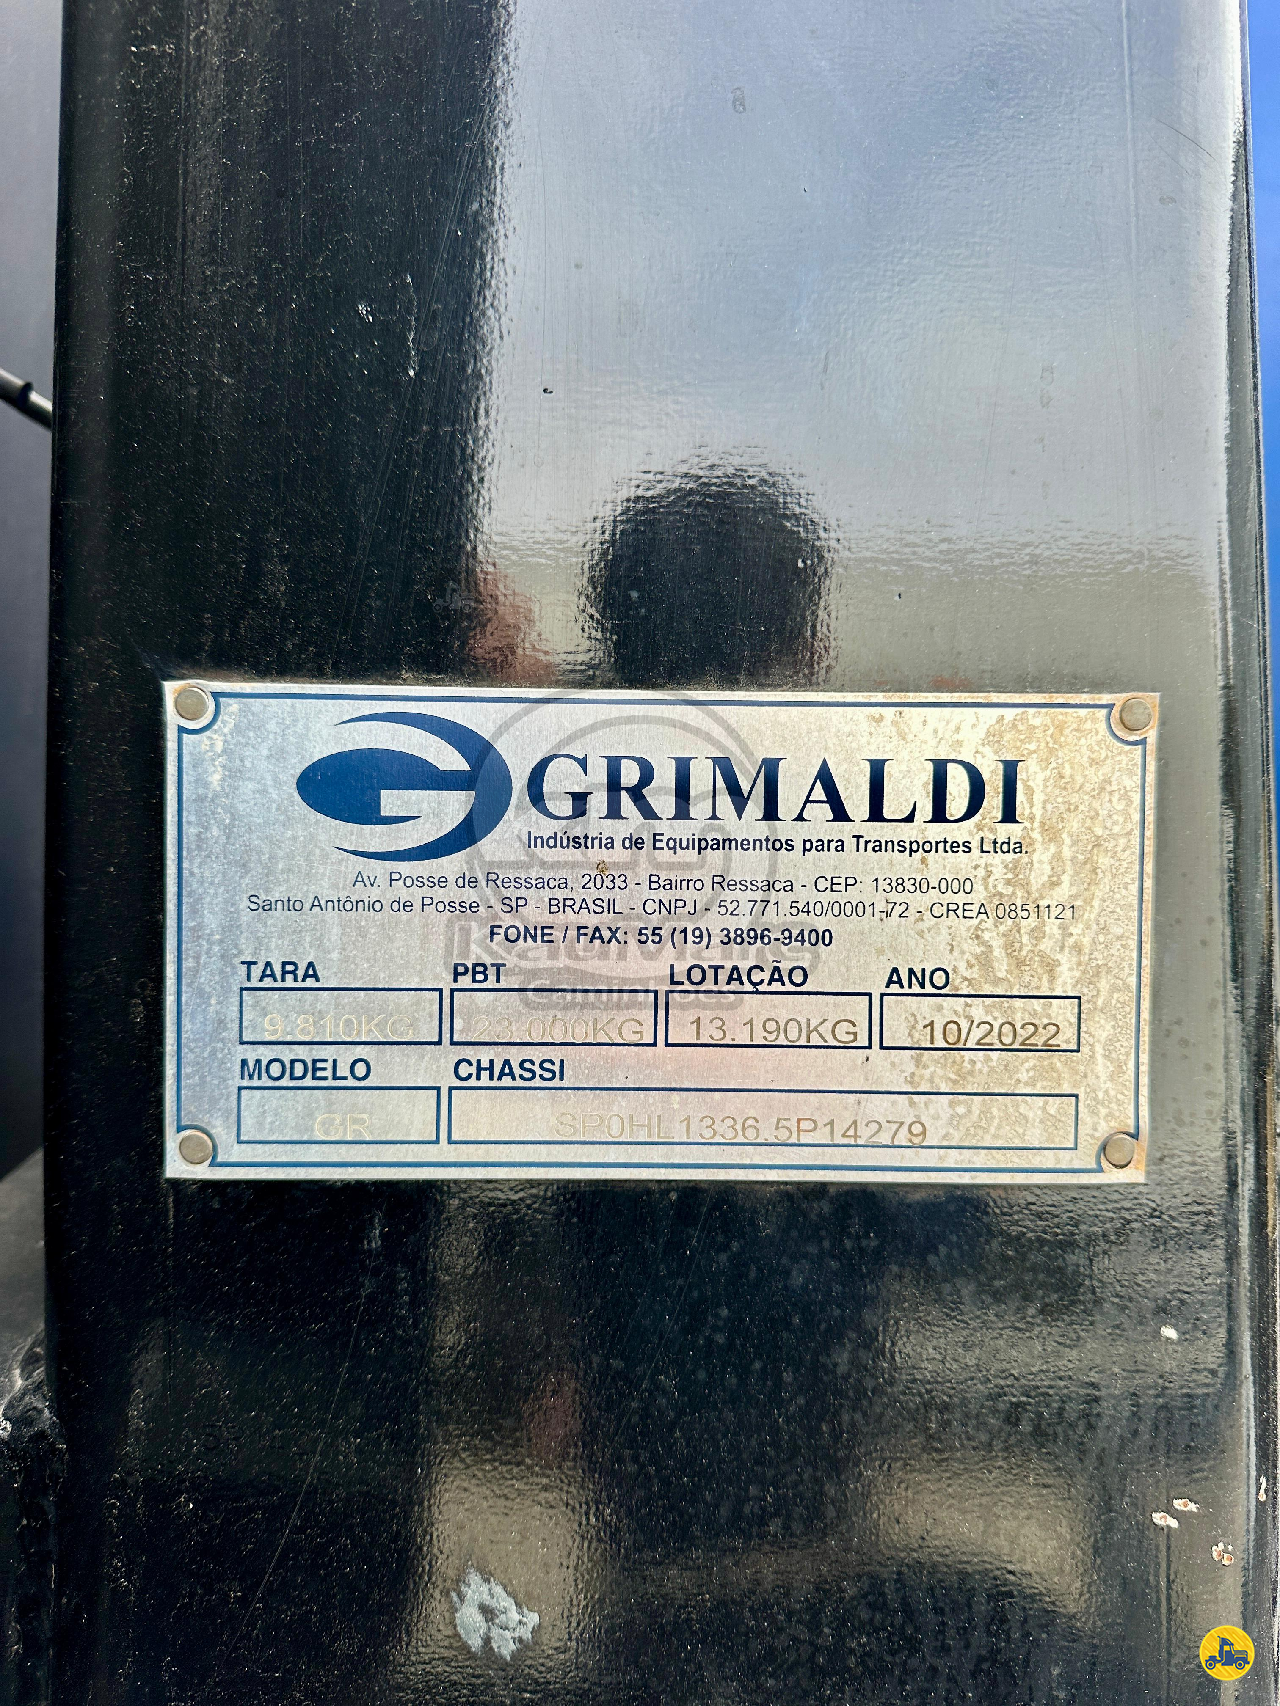 GRIMALDI
Indústria de Equipamentos para Transportes Ltda.
Av. Posse de Ressaca, 2033 - Bairro Ressaca - CEP: 13830-000
Santo Antônio de Posse - SP - BRASIL - CNPJ - 52.771.540/0001-72 - CREA 0851121
FONE / FAX: 55 (19) 3896-9400
TARA PBT LOTAÇÃO ANO
9.810KG 23.000KG 13.190KG 10/2022
MODELO CHASSI
GR SP0HL1336.5P14279
Caminhões